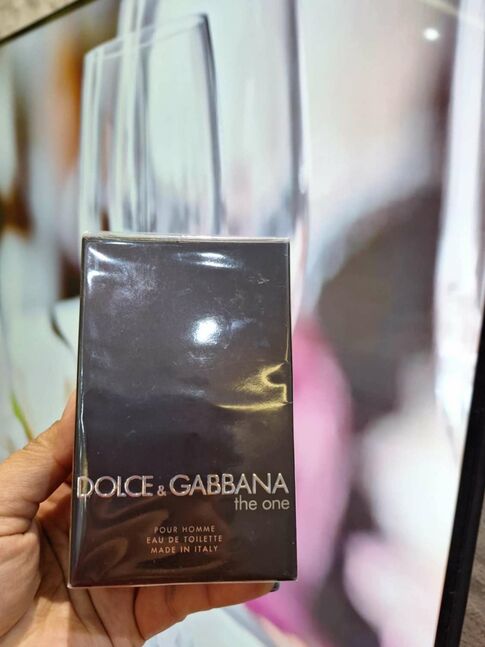 DOLCE & GABBANA
the one
POUR HOMME
EAU DE TOILETTE
MADE IN ITALY